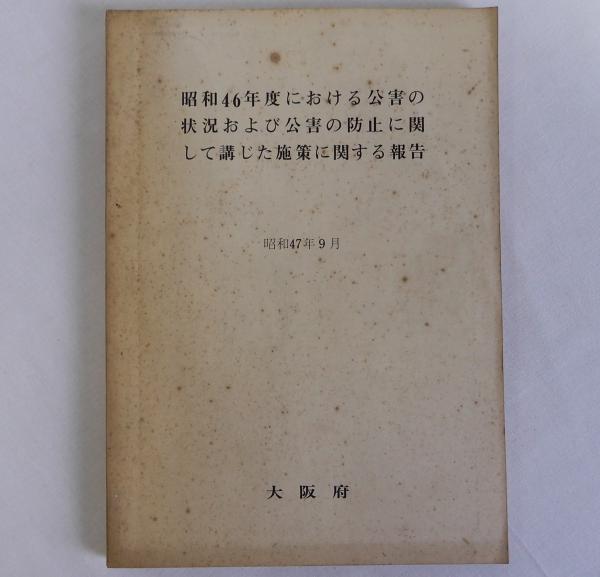 昭和46年度における公害の
状況および公害の防止に関
して講じた施策に関する報告
昭和47年9月
大阪府